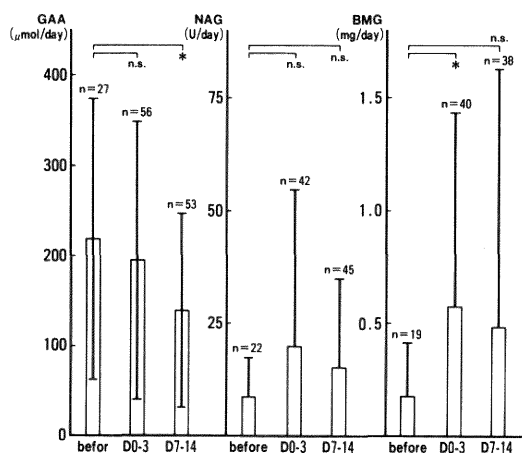 GAA
(μmol/day)
n.s.
*
400
300
200
100
0
n=27
n=56
n=53
befor D0-3 D7-14
NAG
(U/day)
n.s.
n.s.
75
50
25
n=22
n=42
n=45
before D0-3 D7-14
BMG
(mg/day)
n.s.
*
1.5
1.0
0.5
n=19
n=40
n=38
before D0-3 D7-14